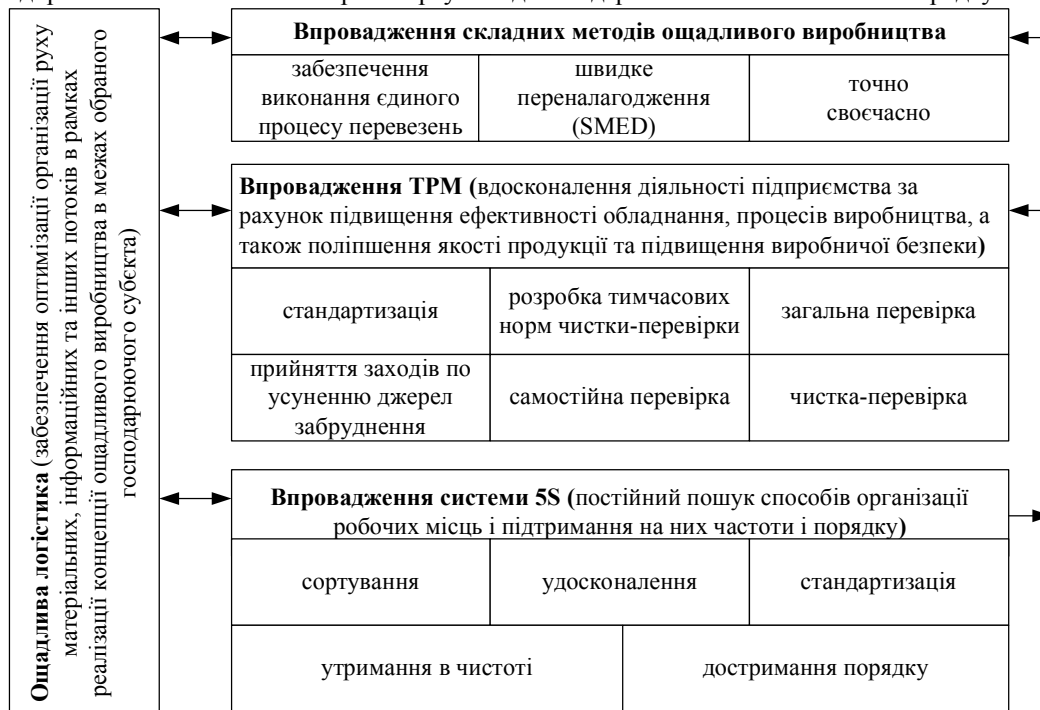 Ощадлива логістика (забезпечення оптимізації організації руху
матеріальних, інформаційних та інших потоків в рамках
реалізації концепції ощадливого виробництва в межах обраного
господарюючого субєкта)
Впровадження складних методів ощадливого виробництва
забезпечення
виконання єдиного
процесу перевезень
швидке
переналагодження
(SMED)
точно
своєчасно
Впровадження TPM (вдосконалення діяльності підприємства за
рахунок підвищення ефективності обладнання, процесів виробництва, а
також поліпшення якості продукції та підвищення виробничої безпеки)
стандартизація
розробка тимчасових
норм чистки-перевірки
загальна перевірка
прийняття заходів по
усуненню джерел
забруднення
самостійна перевірка
чистка-перевірка
Впровадження системи 5S (постійний пошук способів організації
робочих місць і підтримання на них частоти і порядку)
сортування
удосконалення
стандартизація
утримання в чистоті
достримання порядку